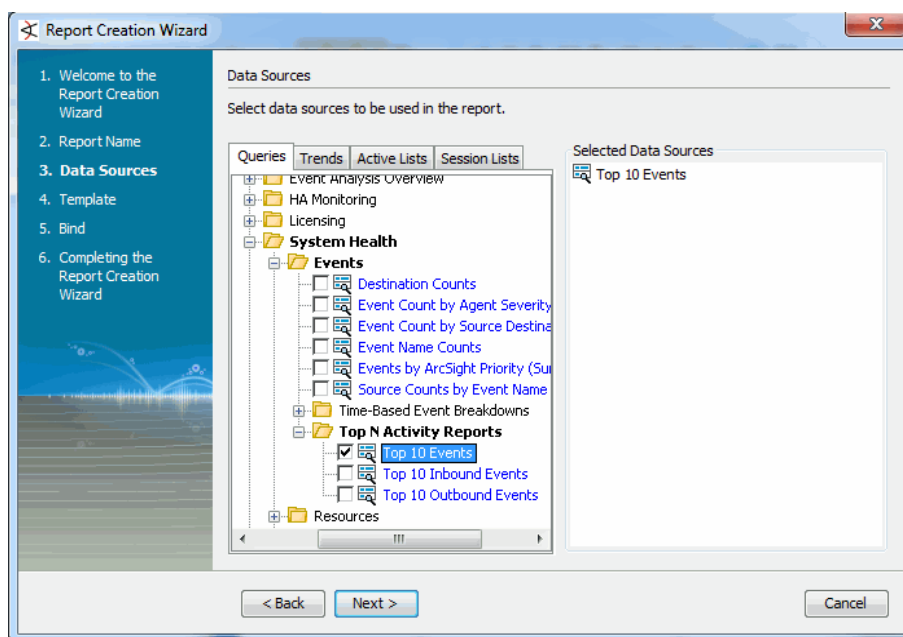 Report Creation Wizard
1. Welcome to the
Report Creation
Wizard
2. Report Name
3. Data Sources
4. Template
5. Bind
6. Completing the
Report Creation
Wizard
Data Sources
Select data sources to be used in the report.
Queries
Trends
Active Lists
Session Lists
Event Analysis Overview
HA Monitoring
Licensing
System Health
Events
Destination Counts
Event Count by Agent Severity
Event Count by Source Destina
Event Name Counts
Events by ArcSight Priority (Su
Source Counts by Event Name
Time-Based Event Breakdowns
Top N Activity Reports
Top 10 Events
Top 10 Inbound Events
Top 10 Outbound Events
Resources
Selected Data Sources
Top 10 Events
< Back
Next >
Cancel